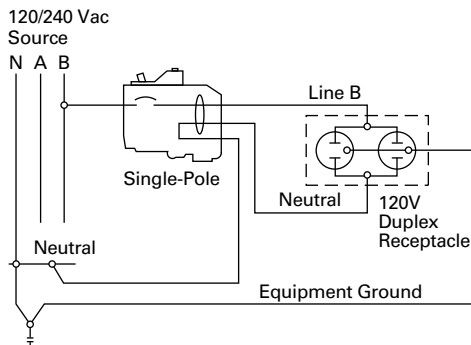 120/240 Vac
Source
N A B
Line B
Single-Pole
Neutral
120V
Duplex
Receptacle
Neutral
Equipment Ground